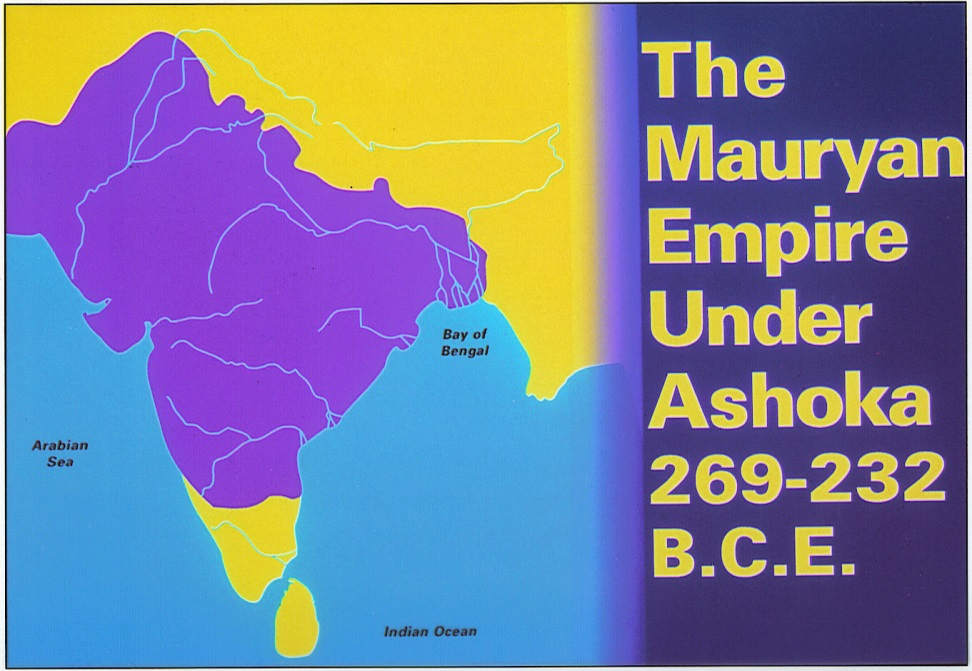 The
Mauryan
Empire
Under
Ashoka
269-232
B.C.E.
Bay of
Bengal
Arabian
Sea
Indian Ocean